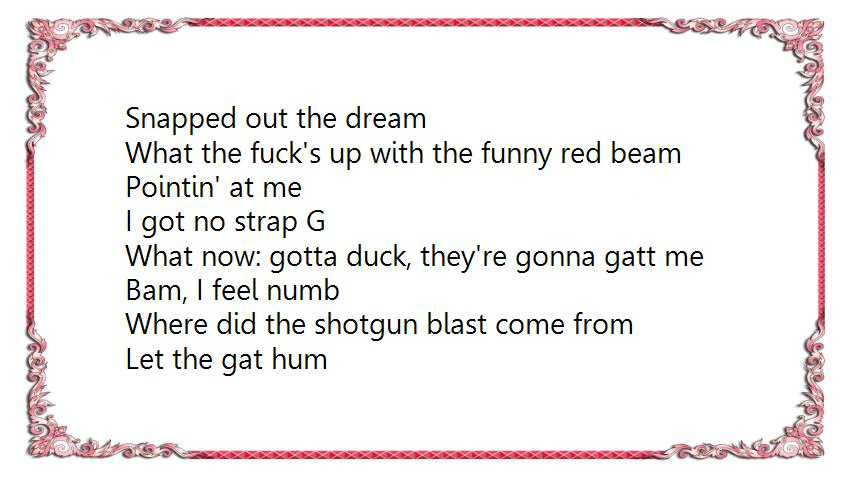 Snapped out the dream
What the fuck's up with the funny red beam
Pointin' at me
I got no strap G
What now: gotta duck, they're gonna gatt me
Bam, I feel numb
Where did the shotgun blast come from
Let the gat hum